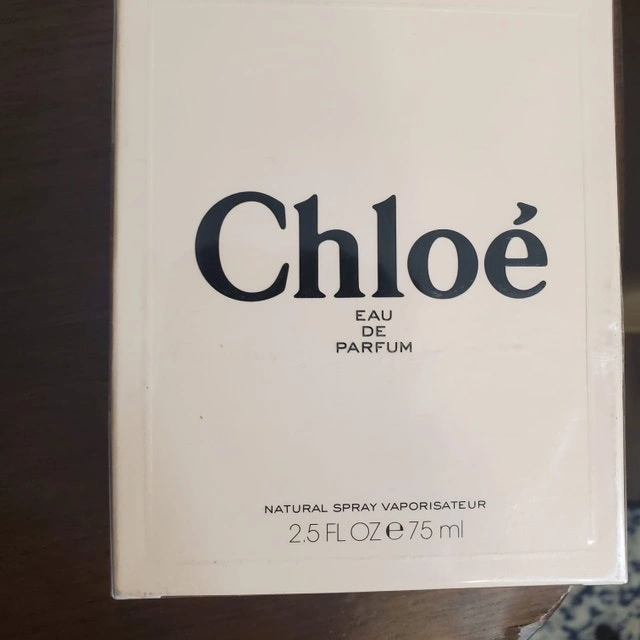 Chloé
EAU
DE
PARFUM
NATURAL SPRAY VAPORISATEUR
2.5 FL OZ ℮ 75 ml